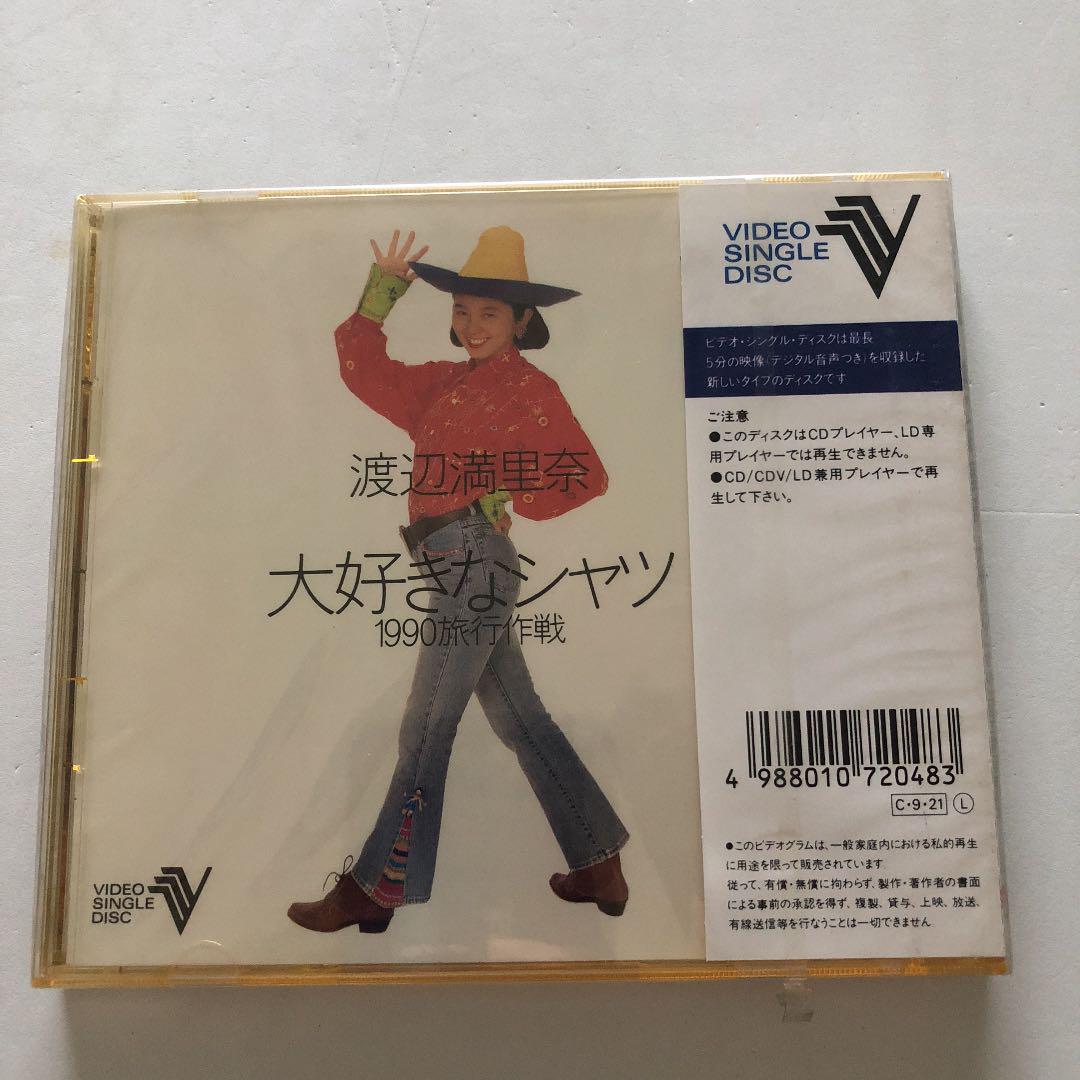 渡辺満里奈
大好きなシャツ
1990旅行作戦
VIDEO
SINGLE
DISC
VIDEO
SINGLE
DISC
ビデオ・シングル・ディスクは最長
5分の映像(デジタル音声つき)を収録した
新しいタイプのディスクです
ご注意
●このディスクはCDプレイヤー、LD専
用プレイヤーでは再生できません。
●CD/CDV/LD兼用プレイヤーで再
生して下さい。
4 988010 720483
C・9・21 L
●このビデオグラムは、一般家庭内における私的再生
に用途を限って販売されています
従って、有償・無償に拘わらず、製作・著作者の書面
による事前の承認を得ず、複製、貸与、上映、放送、
有線送信等を行なうことは一切できません